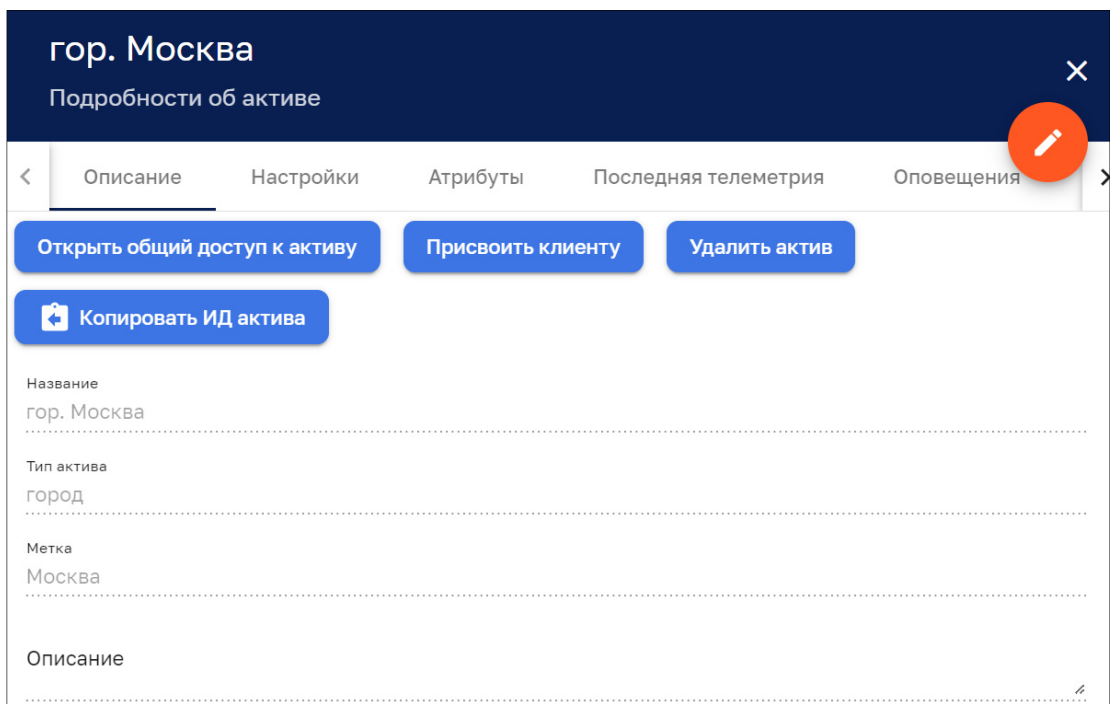 гор. Москва
Подробности об активе
Описание Настройки Атрибуты Последняя телеметрия Оповещения
Открыть общий доступ к активу Присвоить клиенту Удалить актив
Копировать ИД актива
Название
гор. Москва
Тип актива
город
Метка
Москва
Описание